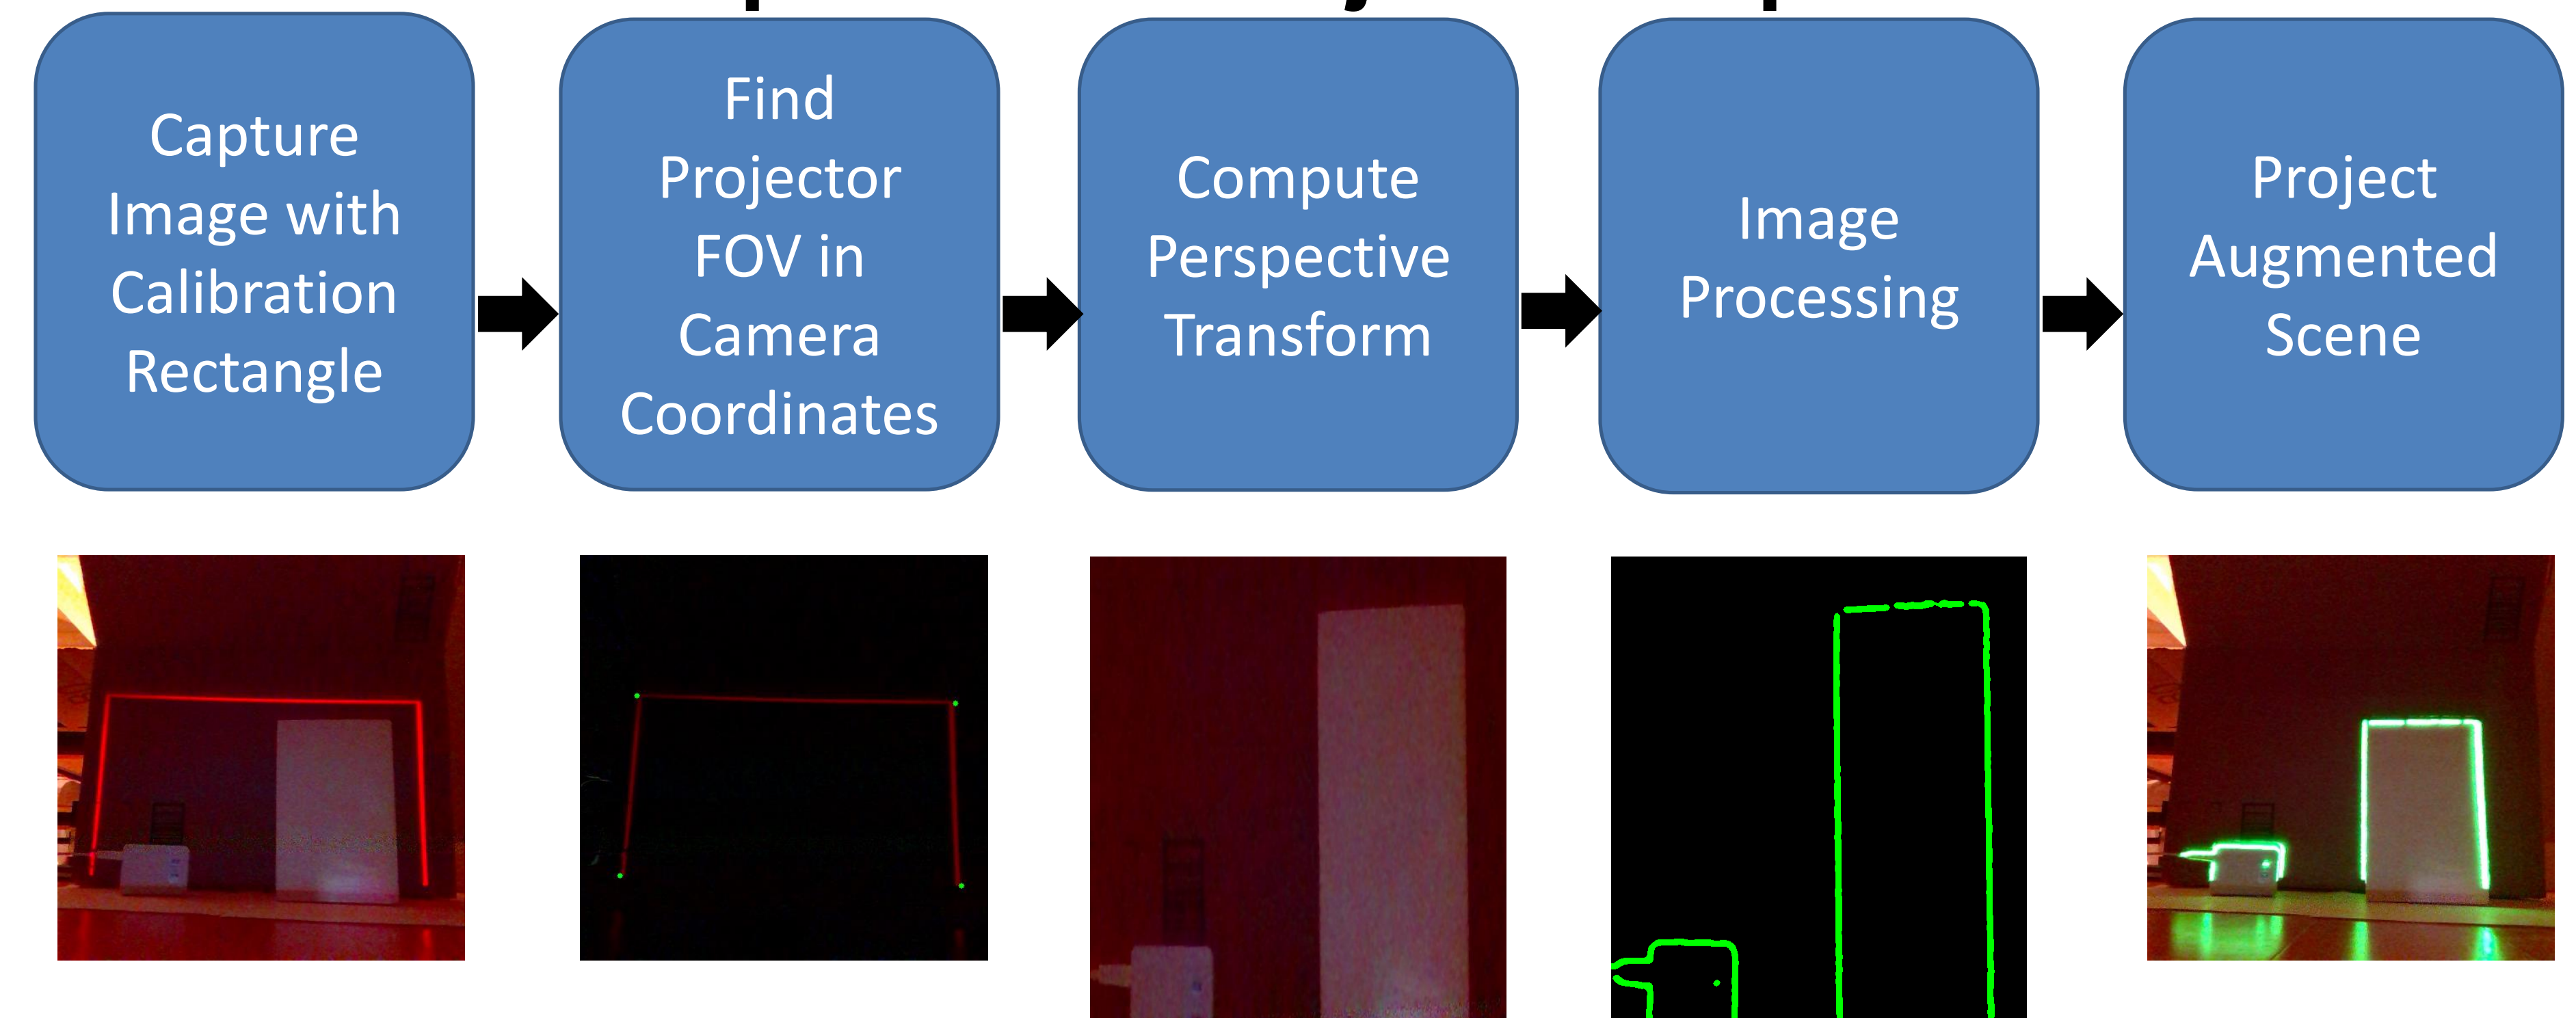 Capture
Image with
Calibration
Rectangle
Find
Projector
FOV in
Camera
Coordinates
Compute
Perspective
Transform
Image
Processing
Project
Augmented
Scene